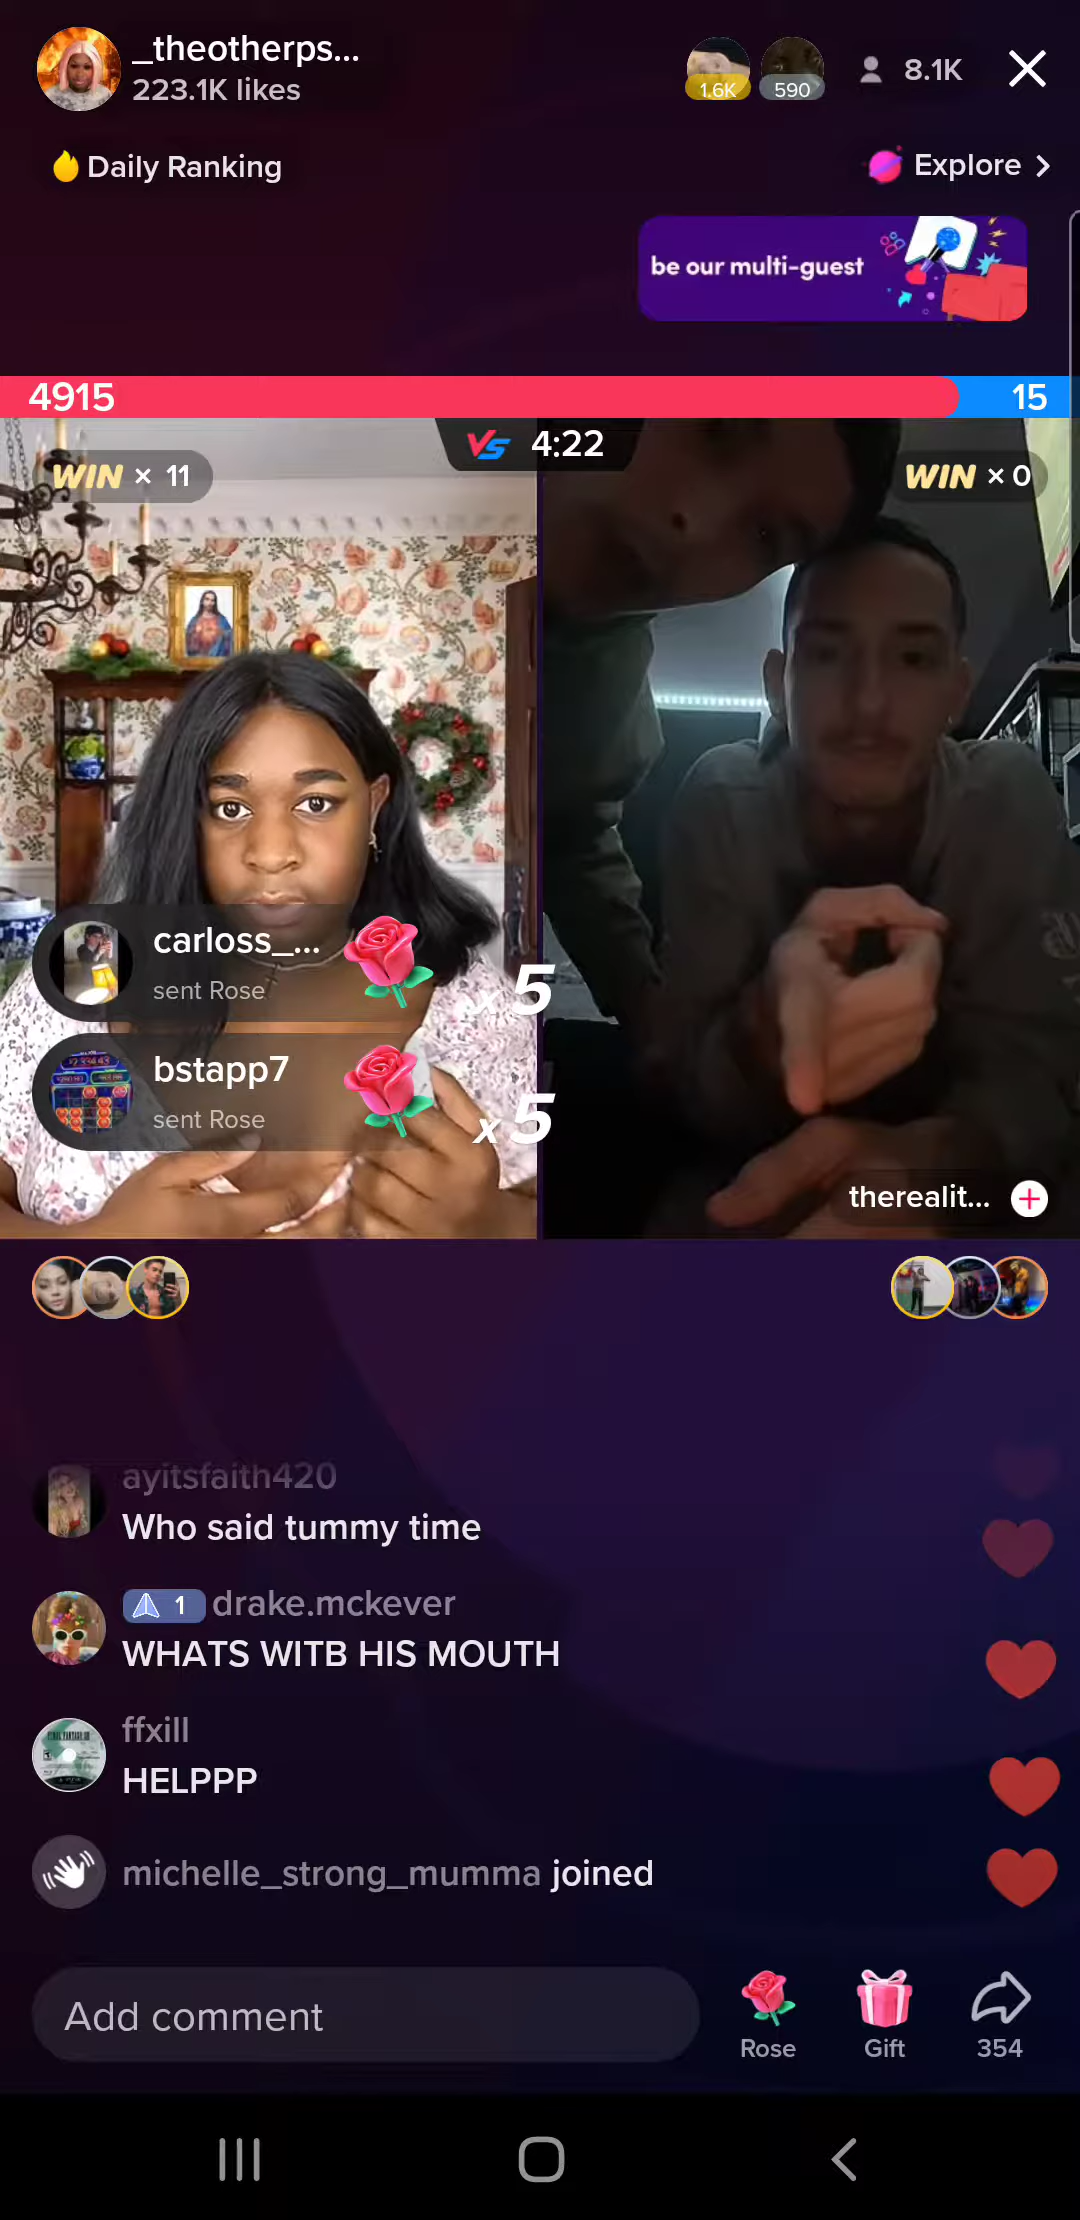 _theotherps...
223.1K likes
1.6K
590
8.1K
Daily Ranking
Explore
be our multi-guest
4915
15
VS 4:22
WIN × 11
WIN × 0
carloss_...
sent Rose
x 5
bstapp7
sent Rose
x 5
therealit...
ayitsfaith420
Who said tummy time
1 drake.mckever
WHATS WITB HIS MOUTH
ffxill
HELPPP
michelle_strong_mumma joined
Add comment
Rose
Gift
354